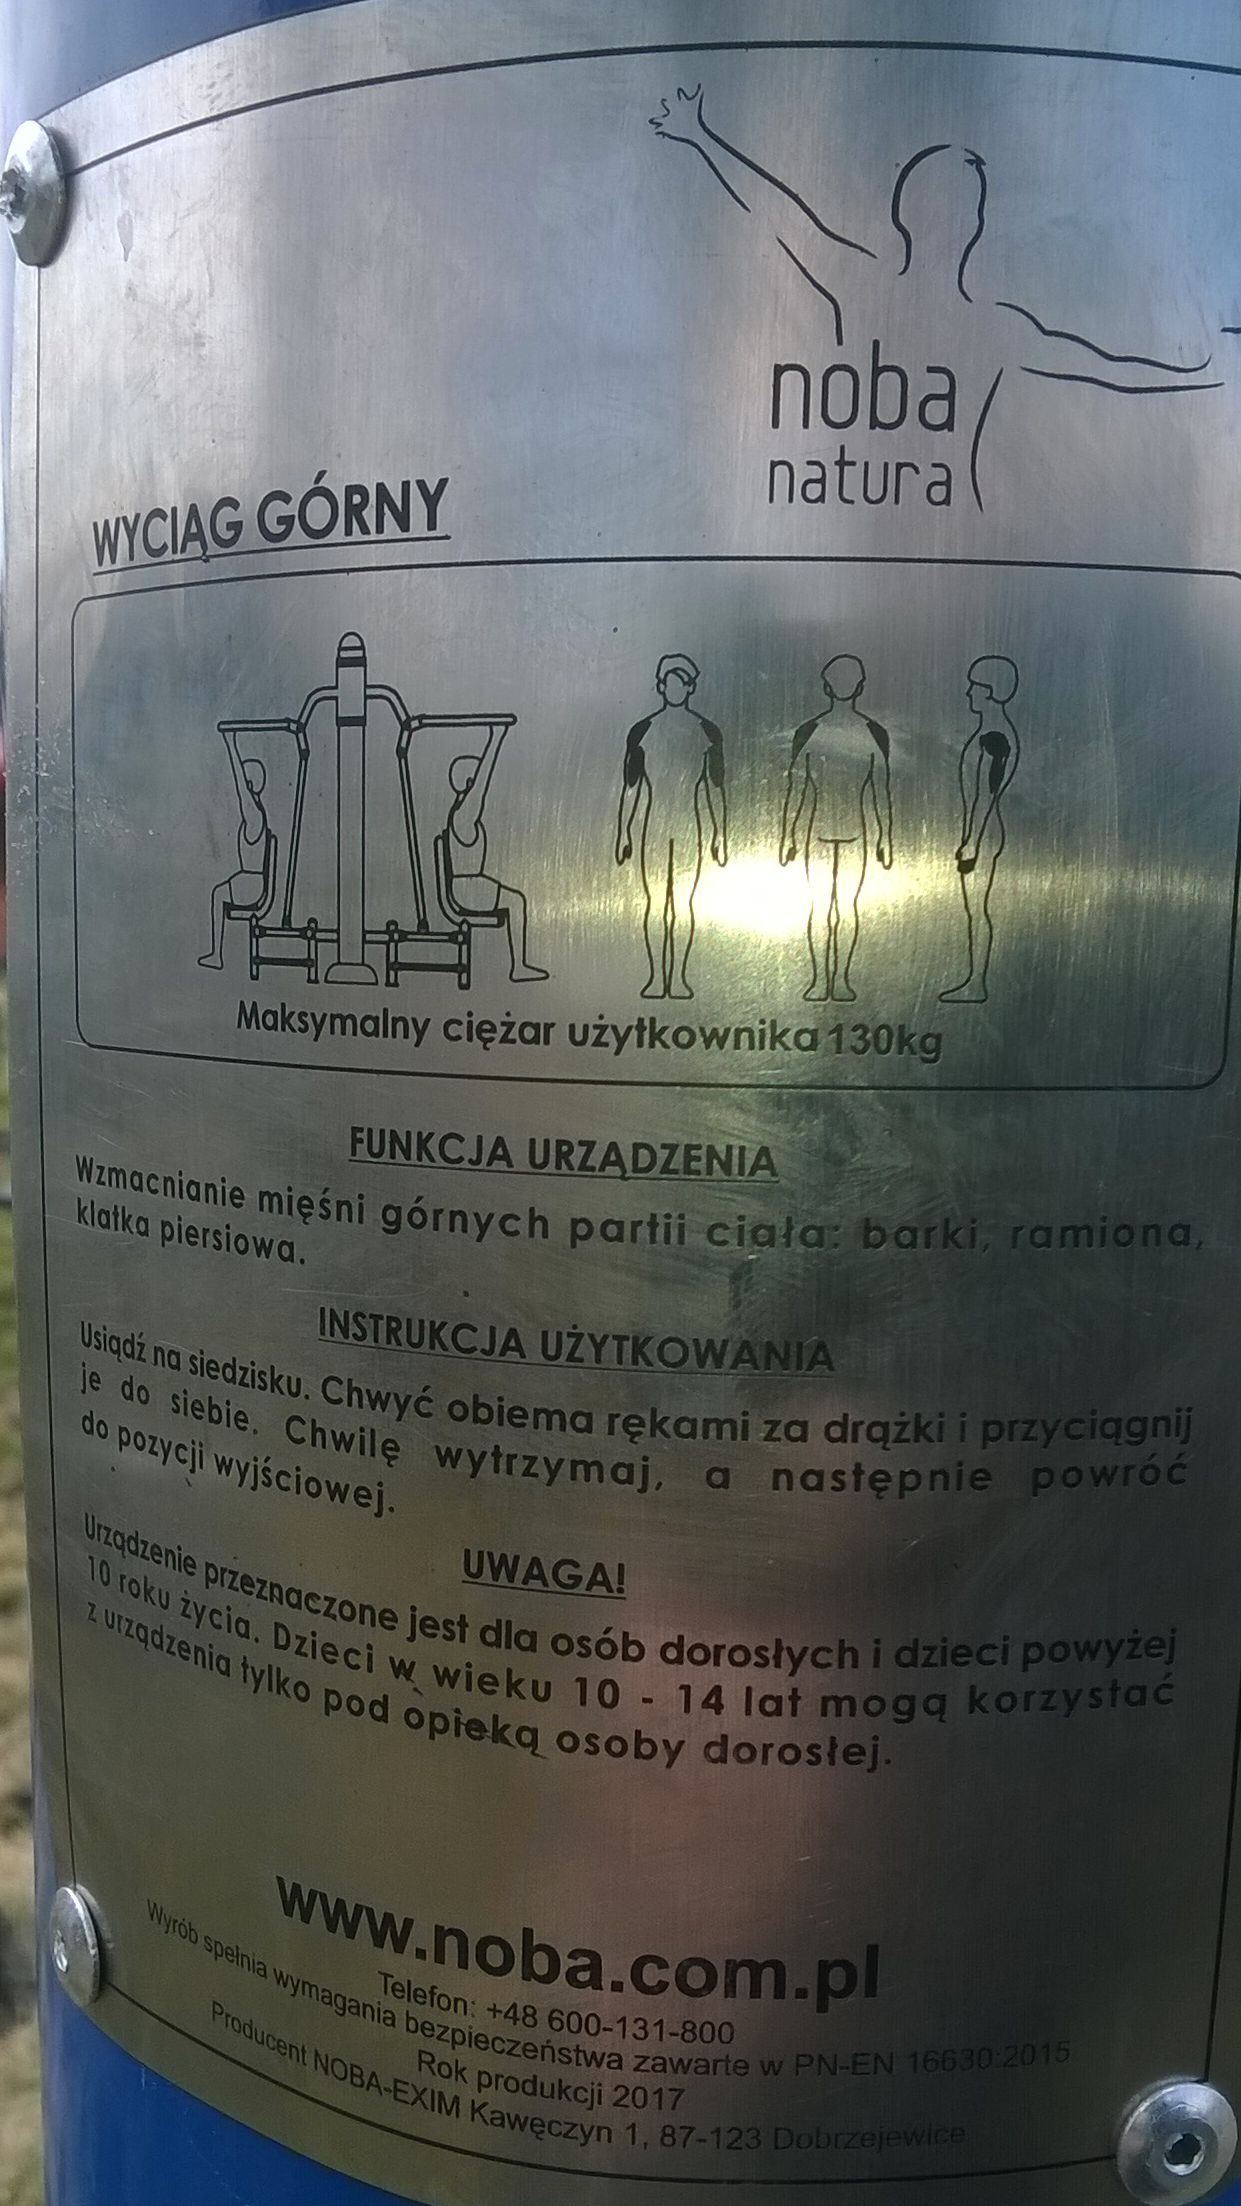 noba
natura
WYCIĄG GÓRNY
Maksymalny ciężar użytkownika 130kg
FUNKCJA URZĄDZENIA
Wzmacnianie mięśni górnych partii ciała: barki, ramiona,
klatka piersiowa.
INSTRUKCJA UŻYTKOWANIA
Usiądź na siedzisku. Chwyć obiema rękami za drążki i przyciągnij
je do siebie. Chwilę wytrzymaj, a następnie powróć
do pozycji wyjściowej.
UWAGA!
Urządzenie przeznaczone jest dla osób dorosłych i dzieci powyżej
10 roku życia. Dzieci w wieku 10 - 14 lat mogą korzystać
z urządzenia tylko pod opieką osoby dorosłej.
www.noba.com.pl
Telefon: +48 600-131-800
Wyrób spełnia wymagania bezpieczeństwa zawarte w PN-EN 16630:2015
Rok produkcji 2017
Producent NOBA-EXIM Kawęczyn 1, 87-123 Dobrzejewice